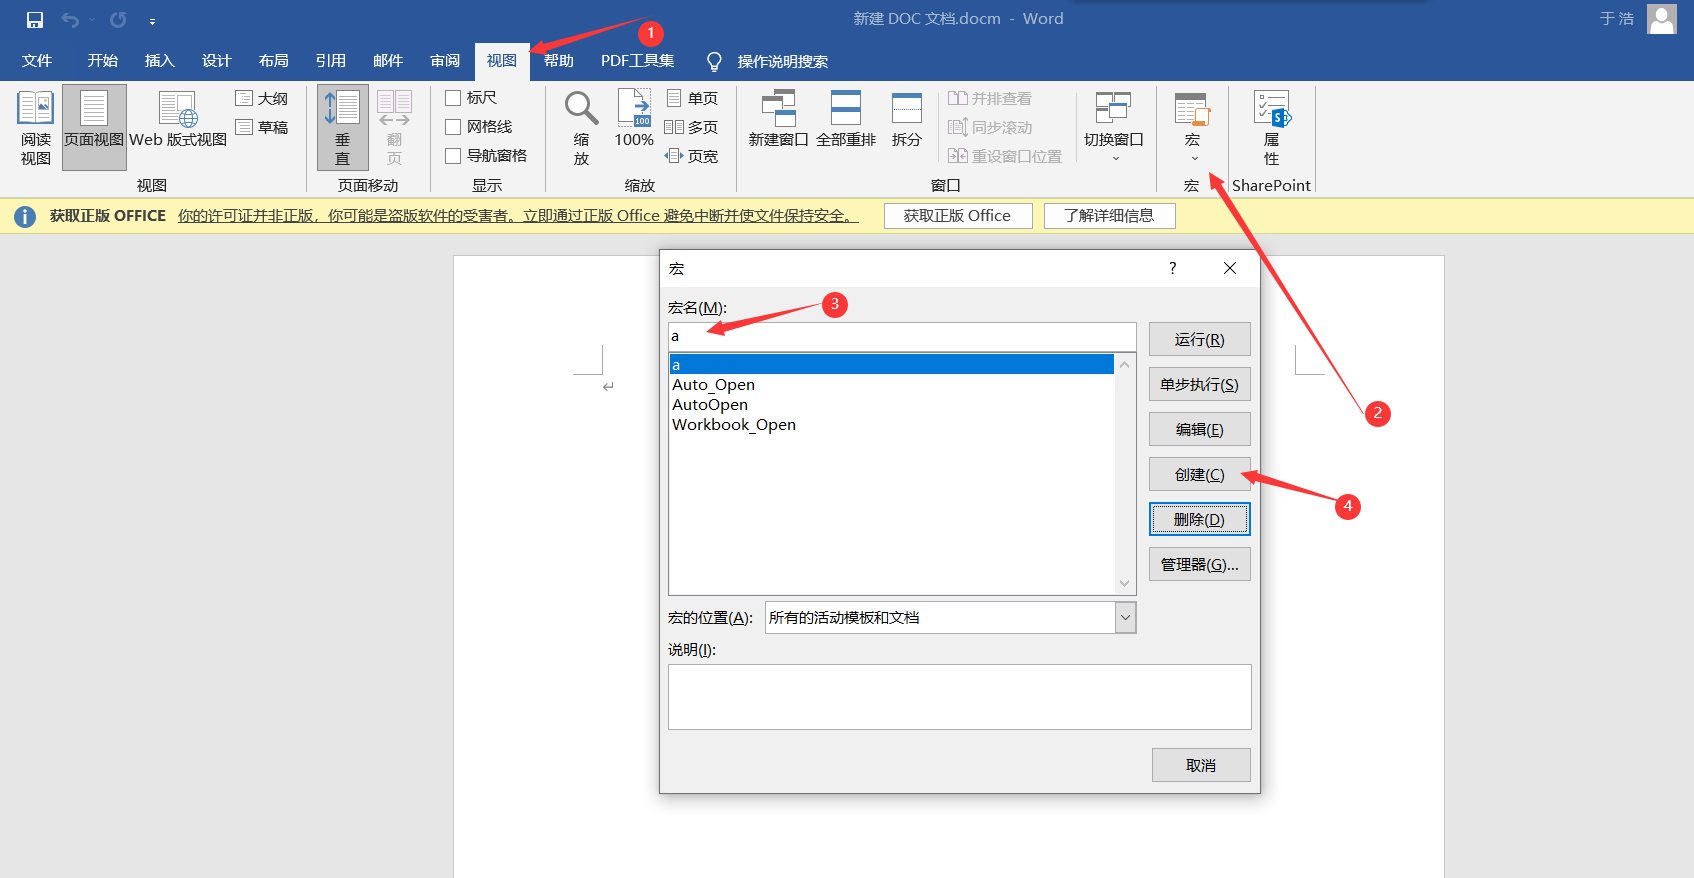 新建 DOC 文档.docm - Word
于 浩
文件 开始 插入 设计 布局 引用 邮件 审阅 视图 帮助 PDF工具集 操作说明搜索
1
阅读视图
页面视图
Web 版式视图
大纲
草稿
视图
垂直
翻页
页面移动
标尺
网格线
导航窗格
显示
缩放
100
100%
单页
多页
页宽
缩放
新建窗口
全部重排
拆分
并排查看
同步滚动
重设窗口位置
切换窗口
窗口
宏
宏
S
属性
SharePoint
获取正版 OFFICE 你的许可证并非正版，你可能是盗版软件的受害者。立即通过正版 Office 避免中断并使文件保持安全。 获取正版 Office 了解详细信息
宏
?
宏名(M):
3
a
a
Auto_Open
AutoOpen
Workbook_Open
运行(R)
单步执行(S)
编辑(E)
创建(C)
删除(D)
管理器(G)...
2
4
宏的位置(A): 所有的活动模板和文档
说明(I):
取消